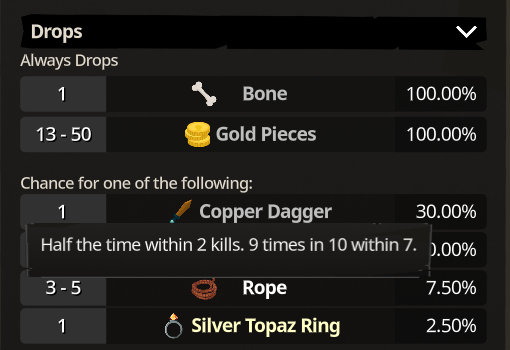 Drops
Always Drops
1 Bone 100.00%
13 - 50 Gold Pieces 100.00%
Chance for one of the following:
1 Copper Dagger 30.00%
Half the time within 2 kills. 9 times in 10 within 7.
3 - 5 Rope 7.50%
1 Silver Topaz Ring 2.50%